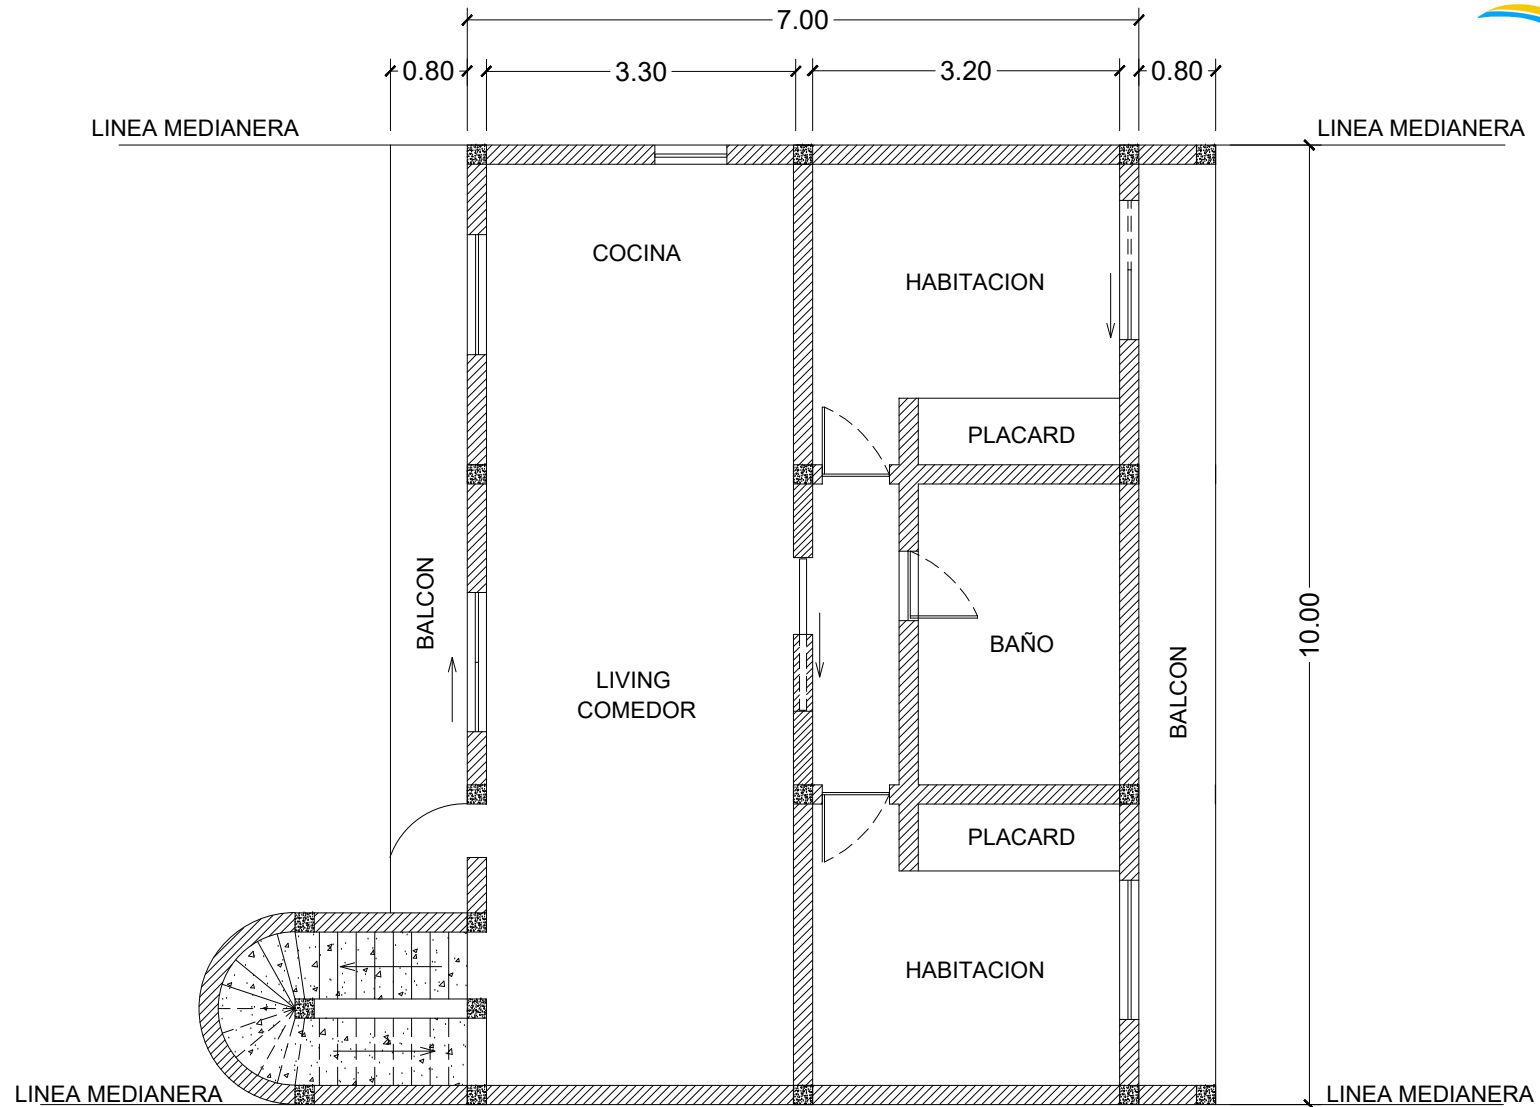 7.00
0.80
3.30
3.20
0.80
LINEA MEDIANERA
LINEA MEDIANERA
COCINA
HABITACION
PLACARD
BALCON
10.00
BAÑO
LIVING
COMEDOR
BALCON
PLACARD
HABITACION
LINEA MEDIANERA
LINEA MEDIANERA